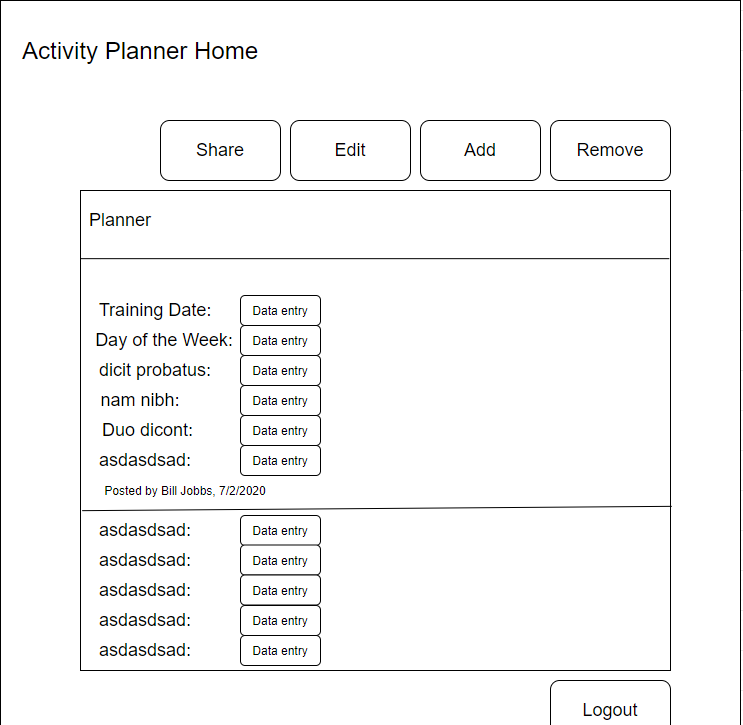 Activity Planner Home
Share Edit Add Remove
Planner
Training Date: Data entry
Day of the Week: Data entry
dicit probatus: Data entry
nam nibh: Data entry
Duo dicont: Data entry
asdasdsad: Data entry
Posted by Bill Jobbs, 7/2/2020
asdasdsad: Data entry
asdasdsad: Data entry
asdasdsad: Data entry
asdasdsad: Data entry
asdasdsad: Data entry
Logout